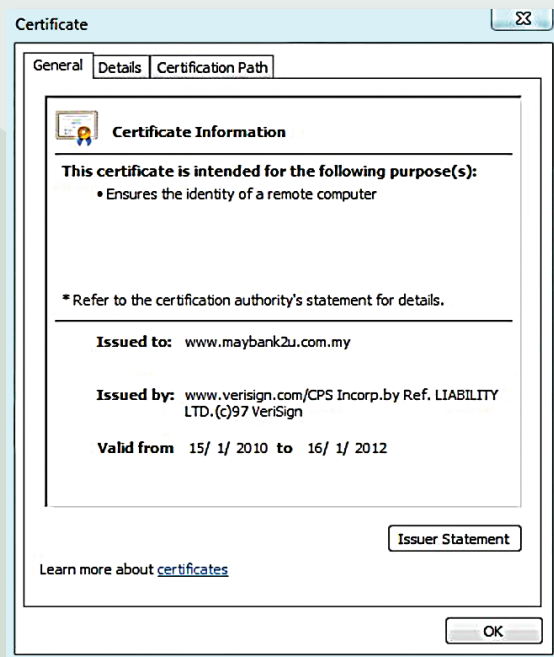 Certificate
General Details Certification Path
Certificate Information
This certificate is intended for the following purpose(s):
• Ensures the identity of a remote computer
* Refer to the certification authority's statement for details.
Issued to: www.maybank2u.com.my
Issued by: www.verisign.com/CPS Incorp.by Ref. LIABILITY
LTD.(c)97 VeriSign
Valid from 15/ 1/ 2010 to 16/ 1/ 2012
Issuer Statement
Learn more about certificates
OK